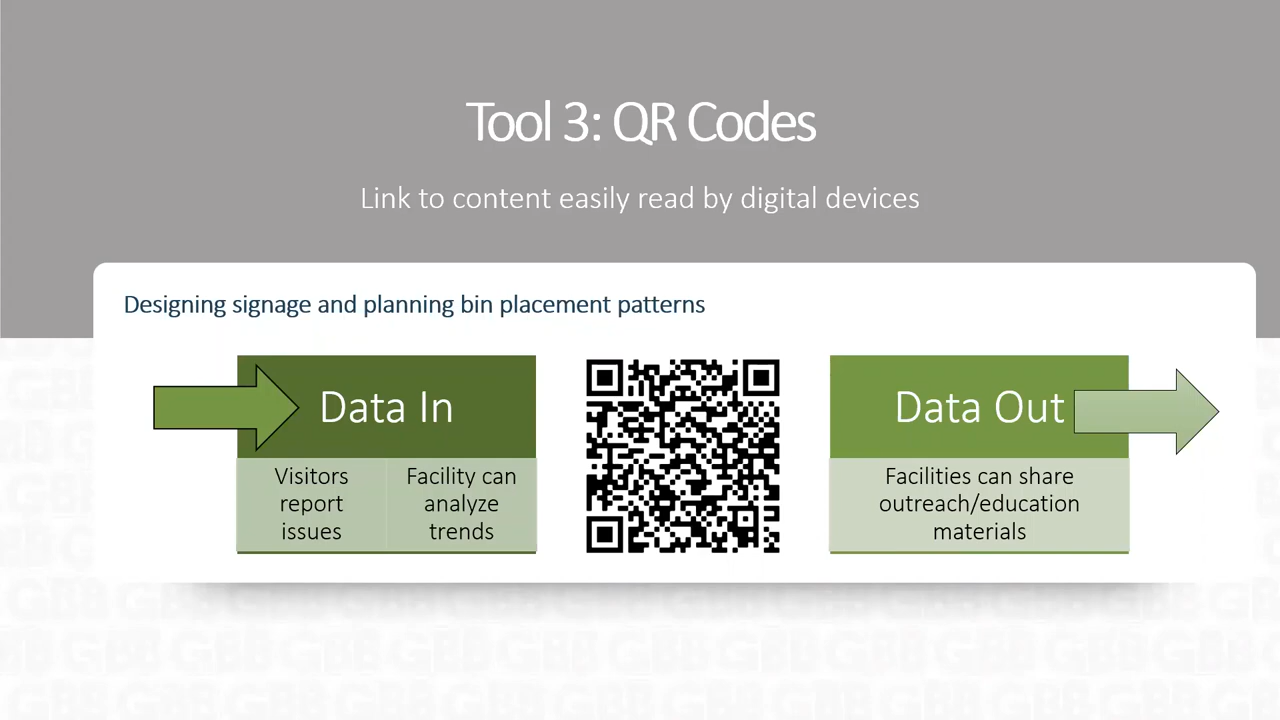 Tool 3: QR Codes
Link to content easily read by digital devices
Designing signage and planning bin placement patterns
Data In
Visitors
report
issues
Facility can
analyze
trends
Data Out
Facilities can share
outreach/education
materials